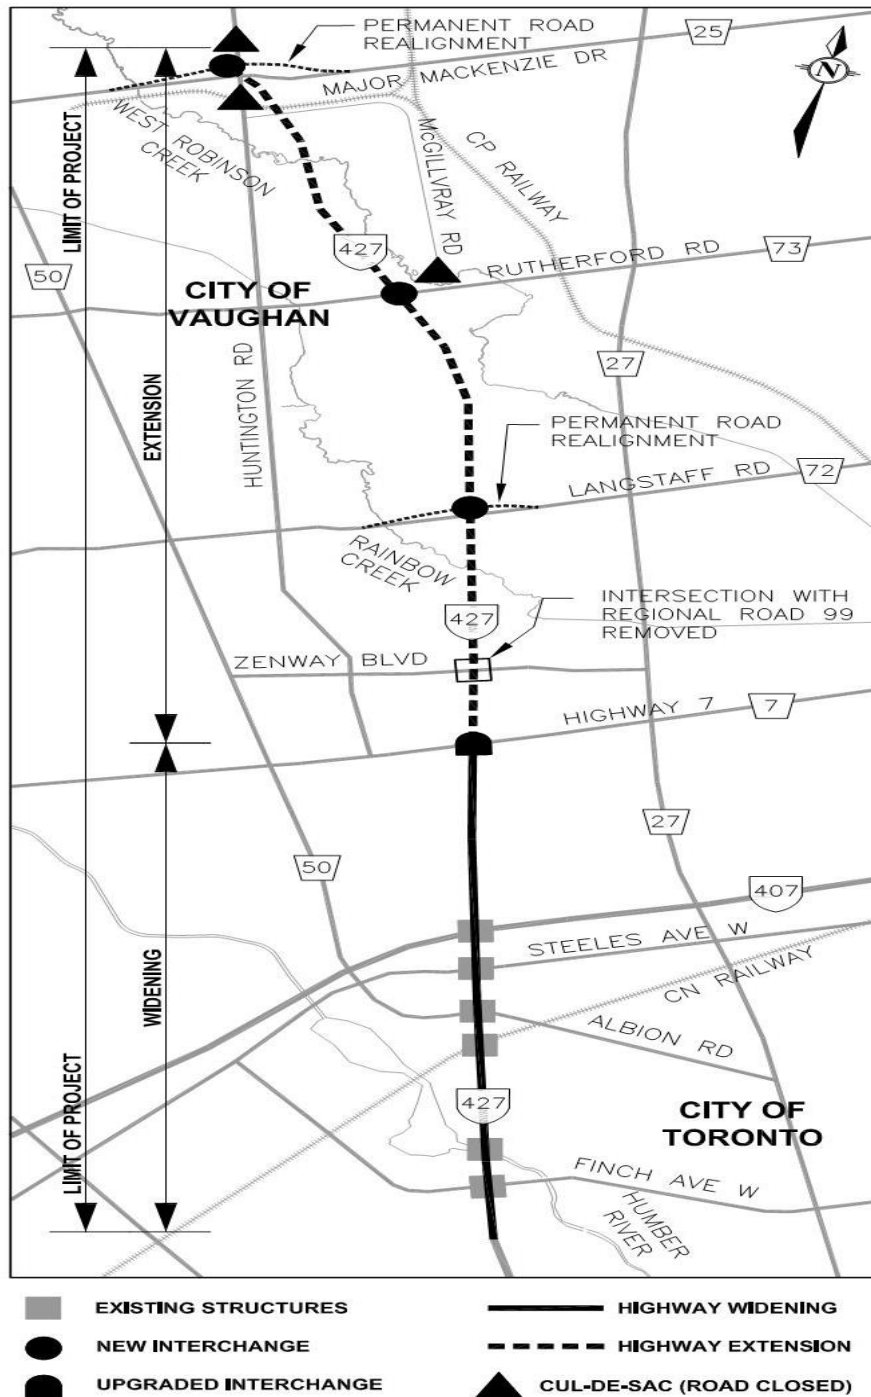 PERMANENT ROAD
REALIGNMENT
25
MAJOR MACKENZIE DR
N
WEST ROBINSON
CREEK
McGILLVRAY RD
CP RAILWAY
LIMIT OF PROJECT
50
427
RUTHERFORD RD
73
CITY OF
VAUGHAN
HUNTINGTON RD
27
EXTENSION
PERMANENT ROAD
REALIGNMENT
LANGSTAFF RD
72
RAINBOW
CREEK
427
INTERSECTION WITH
REGIONAL ROAD 99
REMOVED
ZENWAY BLVD
HIGHWAY 7
7
27
50
407
STEELES AVE W
CN RAILWAY
WIDENING
ALBION RD
LIMIT OF PROJECT
427
CITY OF
TORONTO
FINCH AVE W
HUMBER
RIVER
EXISTING STRUCTURES
HIGHWAY WIDENING
NEW INTERCHANGE
HIGHWAY EXTENSION
UPGRADED INTERCHANGE
CUL-DE-SAC (ROAD CLOSED)